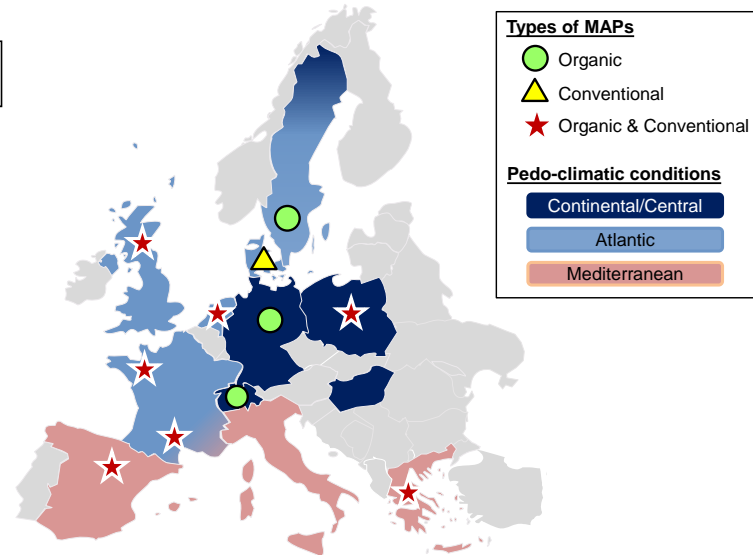 Types of MAPs
Organic
Conventional
Organic & Conventional
Pedo-climatic conditions
Continental/Central
Atlantic
Mediterranean